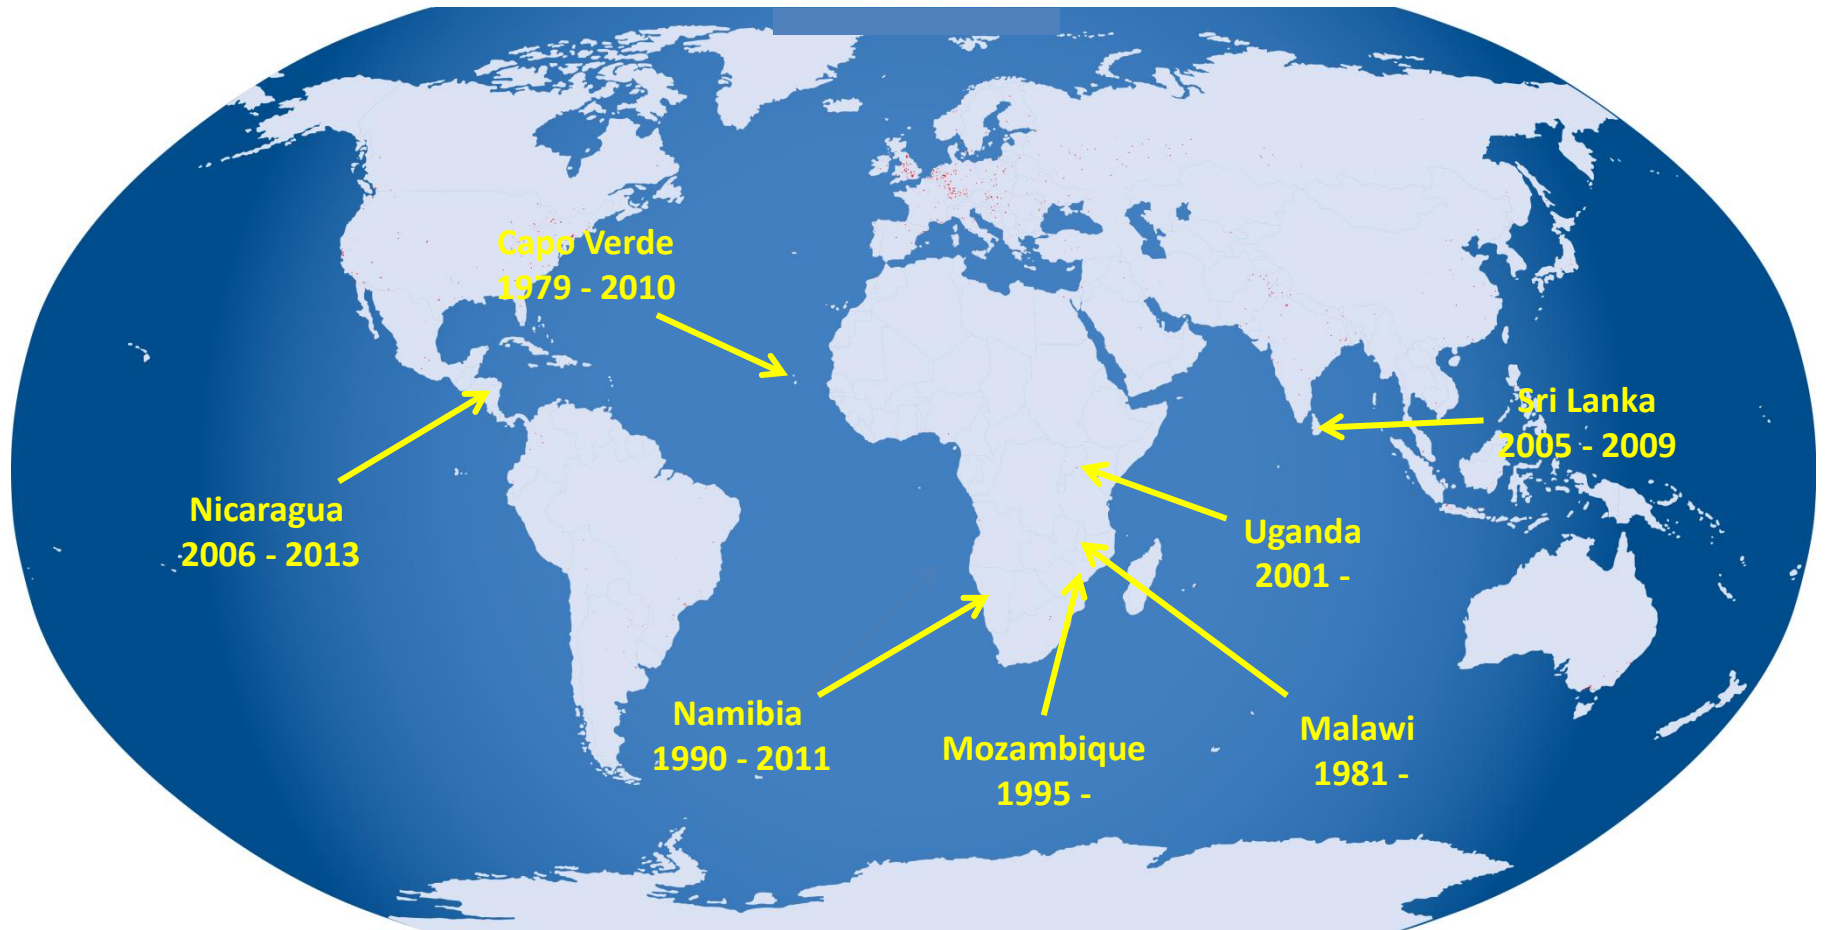 Capo Verde
1979 - 2010
Sri Lanka
2005 - 2009
Nicaragua
2006 - 2013
Uganda
2001 -
Namibia
1990 - 2011
Mozambique
1995 -
Malawi
1981 -